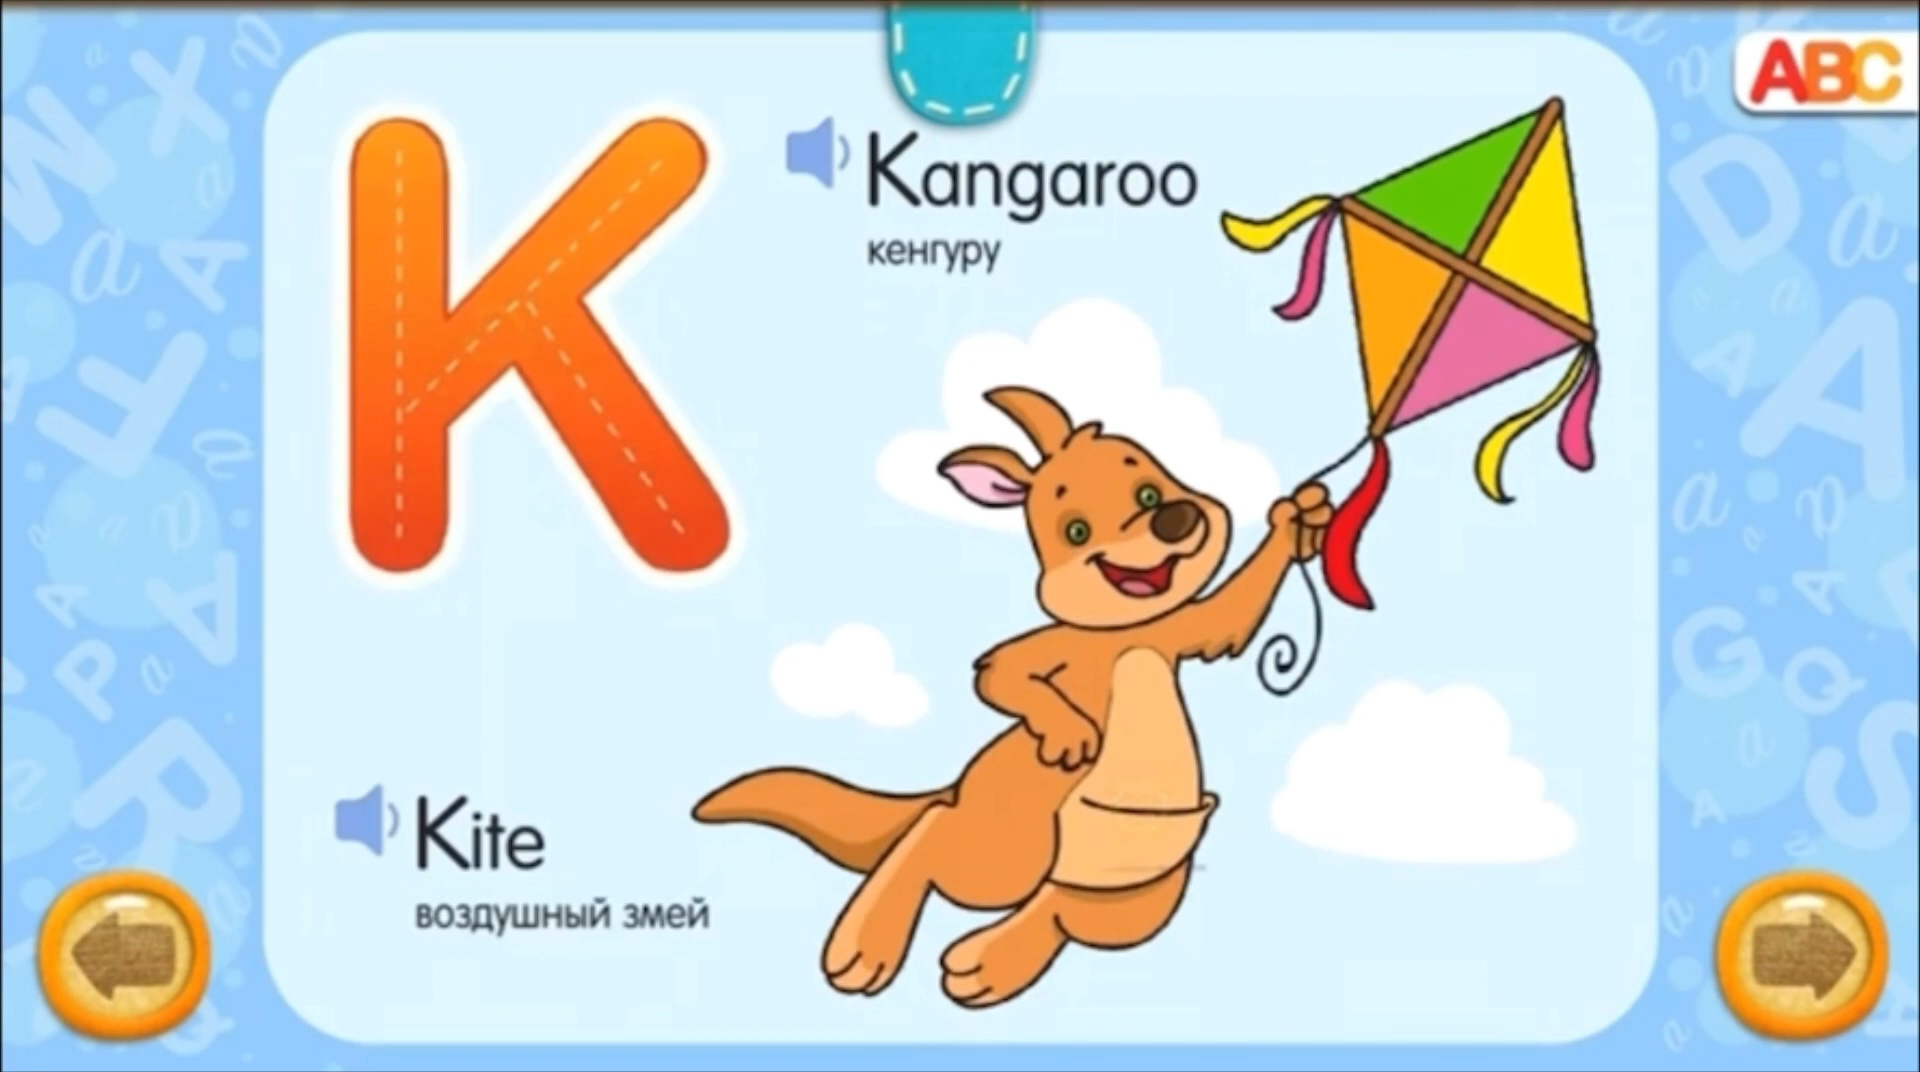 ABC
K
Kangaroo
кенгуру
Kite
воздушный змей